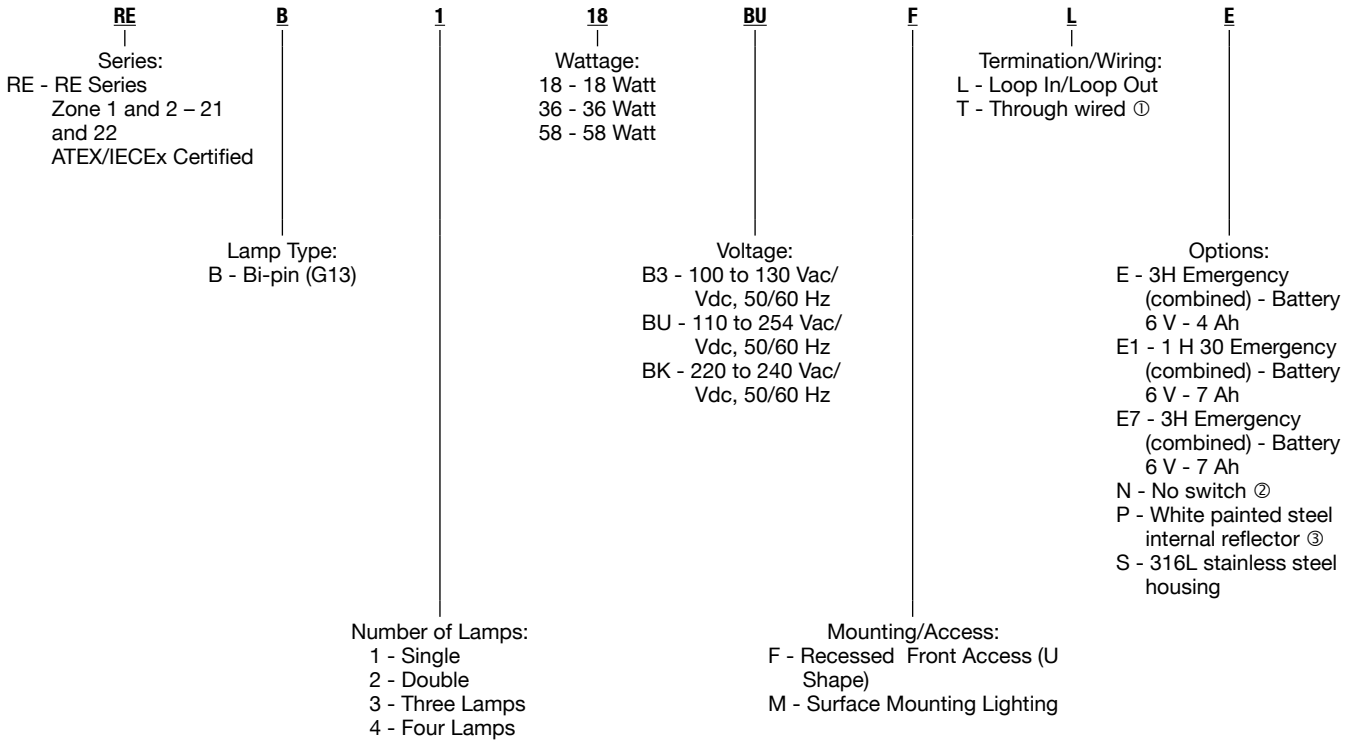 RE B 1 18 BU F L E
Series:
RE - RE Series
Zone 1 and 2 – 21
and 22
ATEX/IECEx Certified
Wattage:
18 - 18 Watt
36 - 36 Watt
58 - 58 Watt
Termination/Wiring:
L - Loop In/Loop Out
T - Through wired ①
Lamp Type:
B - Bi-pin (G13)
Voltage:
B3 - 100 to 130 Vac/
Vdc, 50/60 Hz
BU - 110 to 254 Vac/
Vdc, 50/60 Hz
BK - 220 to 240 Vac/
Vdc, 50/60 Hz
Options:
E - 3H Emergency
(combined) - Battery
6 V - 4 Ah
E1 - 1 H 30 Emergency
(combined) - Battery
6 V - 7 Ah
E7 - 3H Emergency
(combined) - Battery
6 V - 7 Ah
N - No switch ②
P - White painted steel
internal reflector ③
S - 316L stainless steel
housing
Number of Lamps:
1 - Single
2 - Double
3 - Three Lamps
4 - Four Lamps
Mounting/Access:
F - Recessed Front Access (U
Shape)
M - Surface Mounting Lighting